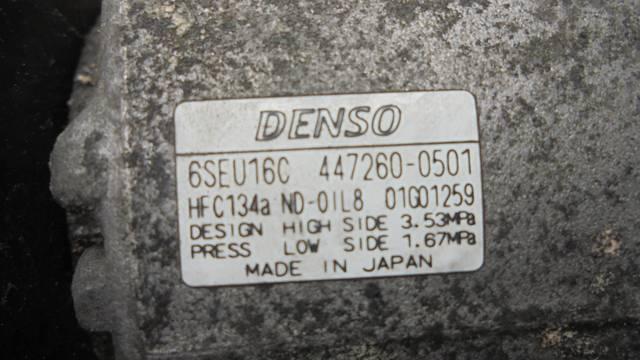 DENSO
6SEU16C 447260-0501
HFC134a ND-OIL8 01G01259
DESIGN HIGH SIDE 3.53MPa
PRESS LOW SIDE 1.67MPa
MADE IN JAPAN